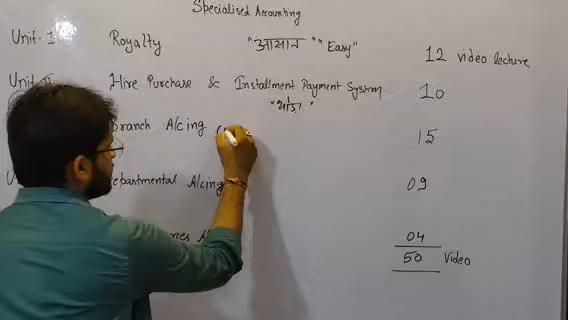 Specialised Accounting
Unit-1 Royalty "आसान" "Easy" 12 video lecture
Hire Purchase & Installment Payment System 10
Branch A/cing 15
Departmental A/cing 09
04
50 Video